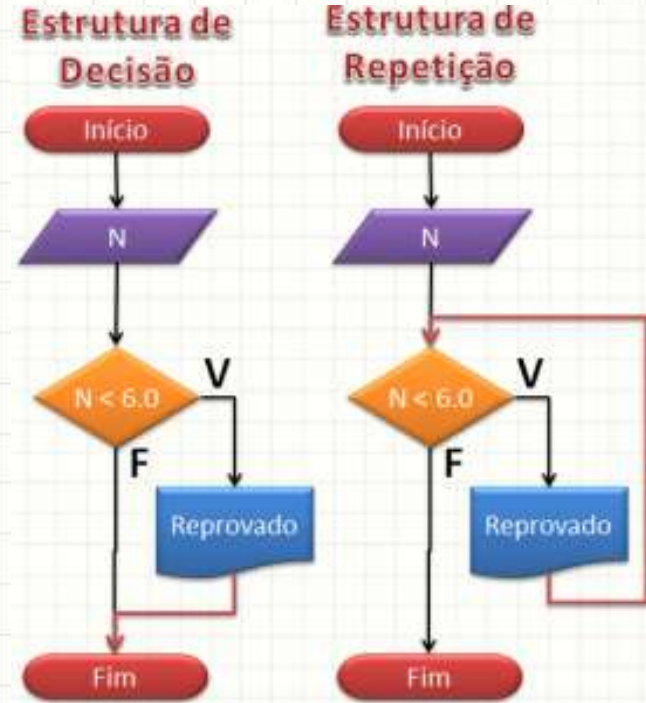 Estrutura de
Decisão
Início
N
N < 6.0
V
F
Reprovado
Fim
Estrutura de
Repetição
Início
N
N < 6.0
V
F
Reprovado
Fim